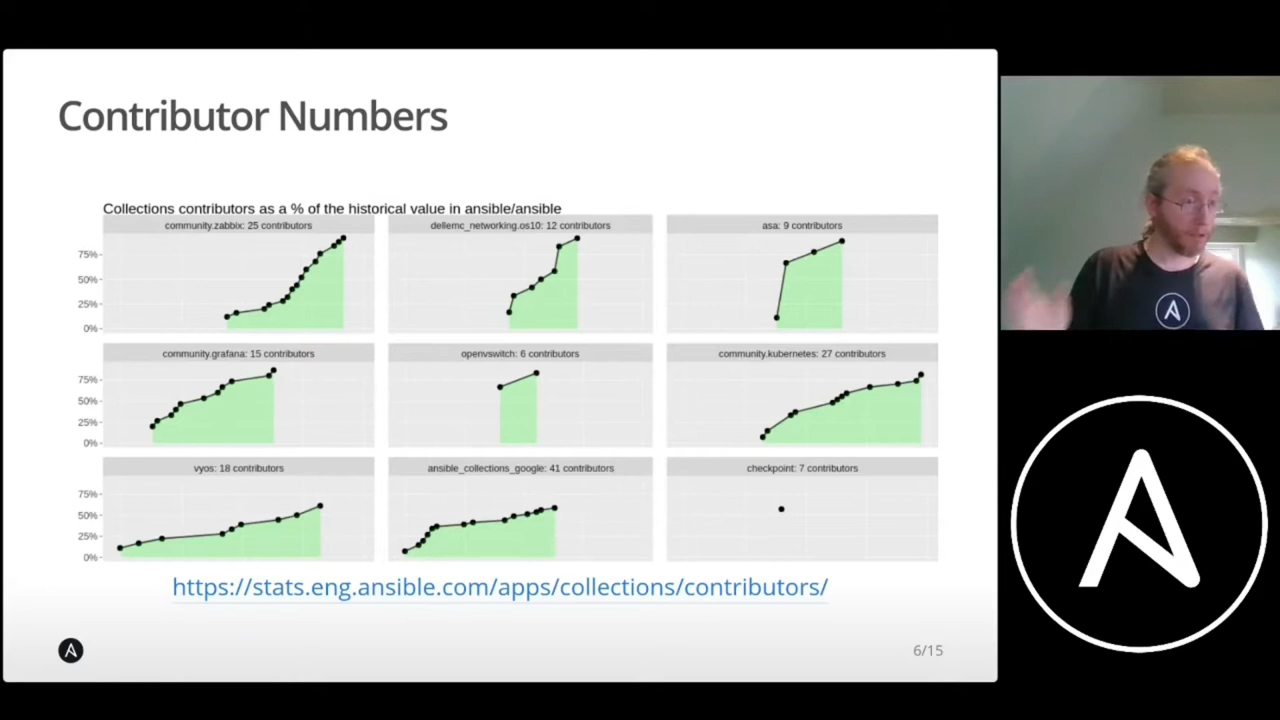 Contributor Numbers
Collections contributors as a % of the historical value in ansible/ansible
community.zabbix: 25 contributors
dellemc_networking.os10: 12 contributors
asa: 9 contributors
75%
50%
25%
0%
community.grafana: 15 contributors
openvswitch: 6 contributors
community.kubernetes: 27 contributors
75%
50%
25%
0%
vyos: 18 contributors
ansible_collections_google: 41 contributors
checkpoint: 7 contributors
75%
50%
25%
0%
https://stats.eng.ansible.com/apps/collections/contributors/
6/15